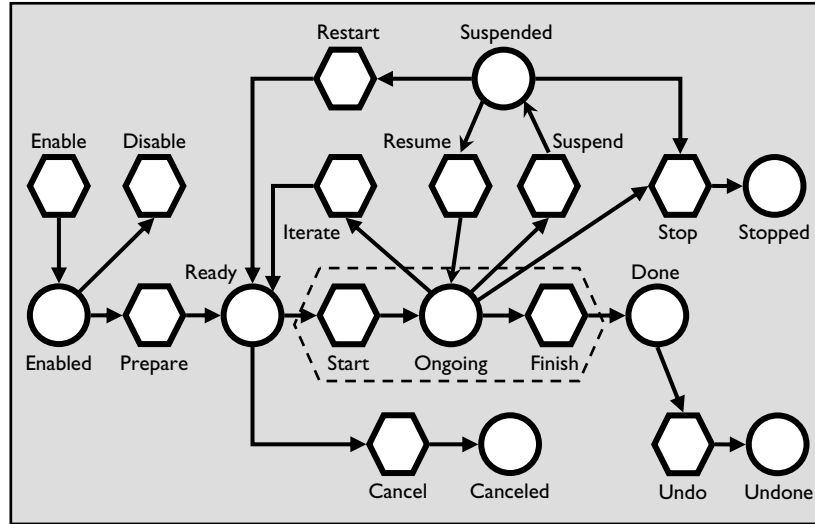 Restart
Suspended
Enable
Disable
Resume
Suspend
Iterate
Stop
Stopped
Ready
Done
Enabled
Prepare
Start
Ongoing
Finish
Cancel
Canceled
Undo
Undone